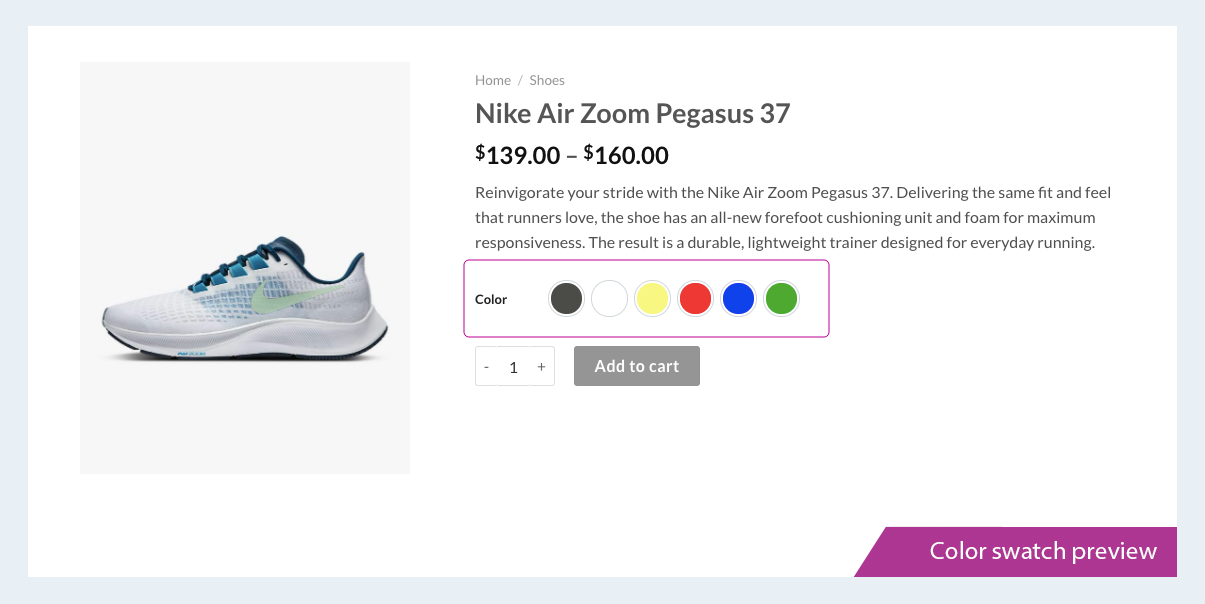 Home / Shoes
Nike Air Zoom Pegasus 37
$139.00 – $160.00
Reinvigorate your stride with the Nike Air Zoom Pegasus 37. Delivering the same fit and feel
that runners love, the shoe has an all-new forefoot cushioning unit and foam for maximum
responsiveness. The result is a durable, lightweight trainer designed for everyday running.
Color
- 1 +
Add to cart
Color swatch preview